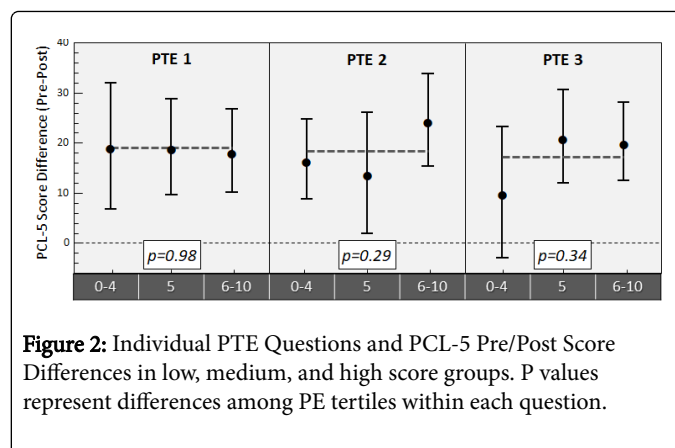 40
PTE 1 PTE 2 PTE 3
30
20
10
0
PCL-5 Score Difference (Pre-Post)
p=0.98 p=0.29 p=0.34
0-4 5 6-10 0-4 5 6-10 0-4 5 6-10
Figure 2: Individual PTE Questions and PCL-5 Pre/Post Score
Differences in low, medium, and high score groups. P values
represent differences among PE tertiles within each question.